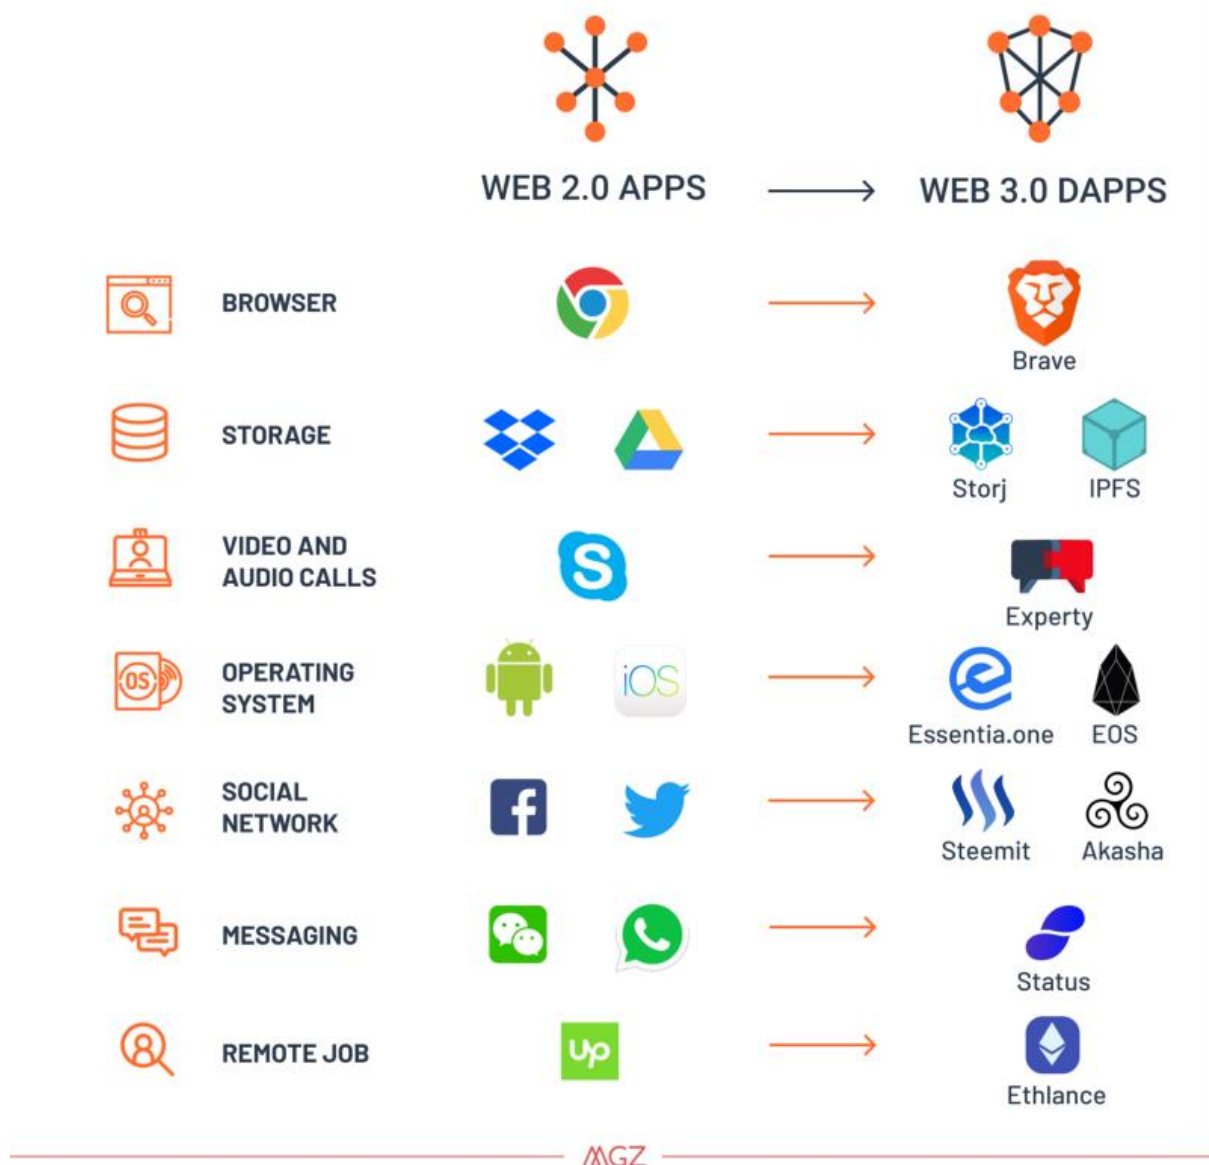 WEB 2.0 APPS
WEB 3.0 DAPPS
BROWSER
Brave
STORAGE
Storj
IPFS
VIDEO AND
AUDIO CALLS
S
Experty
OS
OPERATING
SYSTEM
iOS
Essentia.one
EOS
SOCIAL
NETWORK
f
Steemit
Akasha
MESSAGING
Status
REMOTE JOB
Up
Ethlance
MGZ